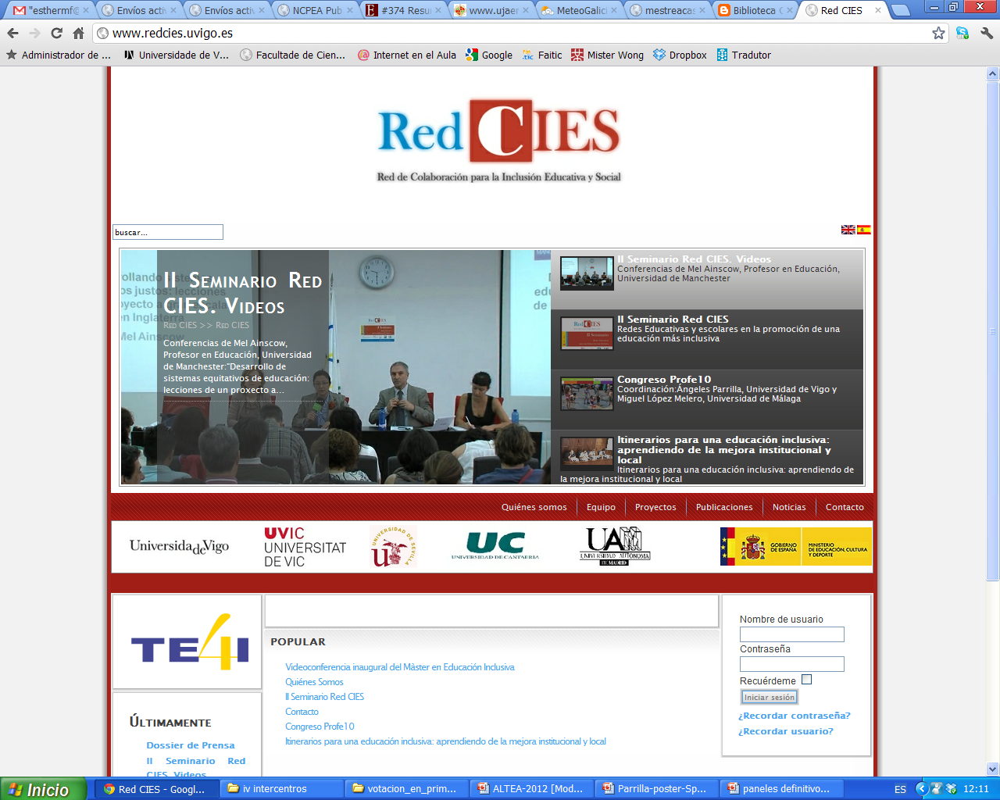 "estherm@
Envíos activ
Envíos activ
NCPEA Pub
#374 Resur
www.ujaer
MeteoGalici
mestreacas
Biblioteca
Red CIES
www.redcies.uvigo.es
Administrador de ...
Universidade de V...
Facultade de Cien...
Internet en el Aula
Google
Faitic
Mister Wong
Dropbox
Tradutor
Red CIES
Red de Colaboración para la Inclusión Educativa y Social
buscar...
II Seminario Red
CIES. Videos
Red CIES >> Red CIES
Conferencias de Mel Ainscow,
Profesor en Educación, Universidad
de Manchester:"Desarrollo de
sistemas equitativos de educación:
lecciones de un proxecto a...
II Seminario Red CIES. Videos
Conferencias de Mel Ainscow, Profesor en Educación,
Universidad de Manchester
II Seminario Red CIES
Redes Educativas y escolares en la promoción de una
educación más inclusiva
Congreso Profe10
Coordinación:Ángeles Parrilla, Universidad de Vigo y
Miguel López Melero, Universidad de Málaga
Itinerarios para una educación inclusiva:
aprendiendo de la mejora institucional y
local
Itinerarios para una educación inclusiva: aprendiendo de
la mejora institucional y local
Quiénes somos
Equipo
Proyectos
Publicaciones
Noticias
Contacto
UniversidadeVigo
UVIC
UNIVERSITAT
DE VIC
UNIVERSIDAD DE SEVILLA
UC
UNIVERSIDAD DE CANTABRIA
UAM
UNIVERSIDAD AUTONOMA
DE MADRID
GOBIERNO
DE ESPAÑA
MINISTERIO
DE EDUCACIÓN, CULTURA
Y DEPORTE
TE4I
Últimamente
Dossier de Prensa
II Seminario Red
CIES. Videos
POPULAR
Videoconferencia inaugural del Màster en Educación Inclusiva
Quiénes Somos
II Seminario Red CIES
Contacto
Congreso Profe10
Itinerarios para una educación inclusiva: aprendiendo de la mejora institucional y local
Nombre de usuario
Contraseña
Recuérdeme
Iniciar sesión
¿Recordar contraseña?
¿Recordar usuario?
Inicio
Red CIES - Googl...
iv intercentros
votacion_en_prim...
ALTEA-2012 [Mod...
Parrilla-poster-Sp...
paneles definitivo...
ES
12:11